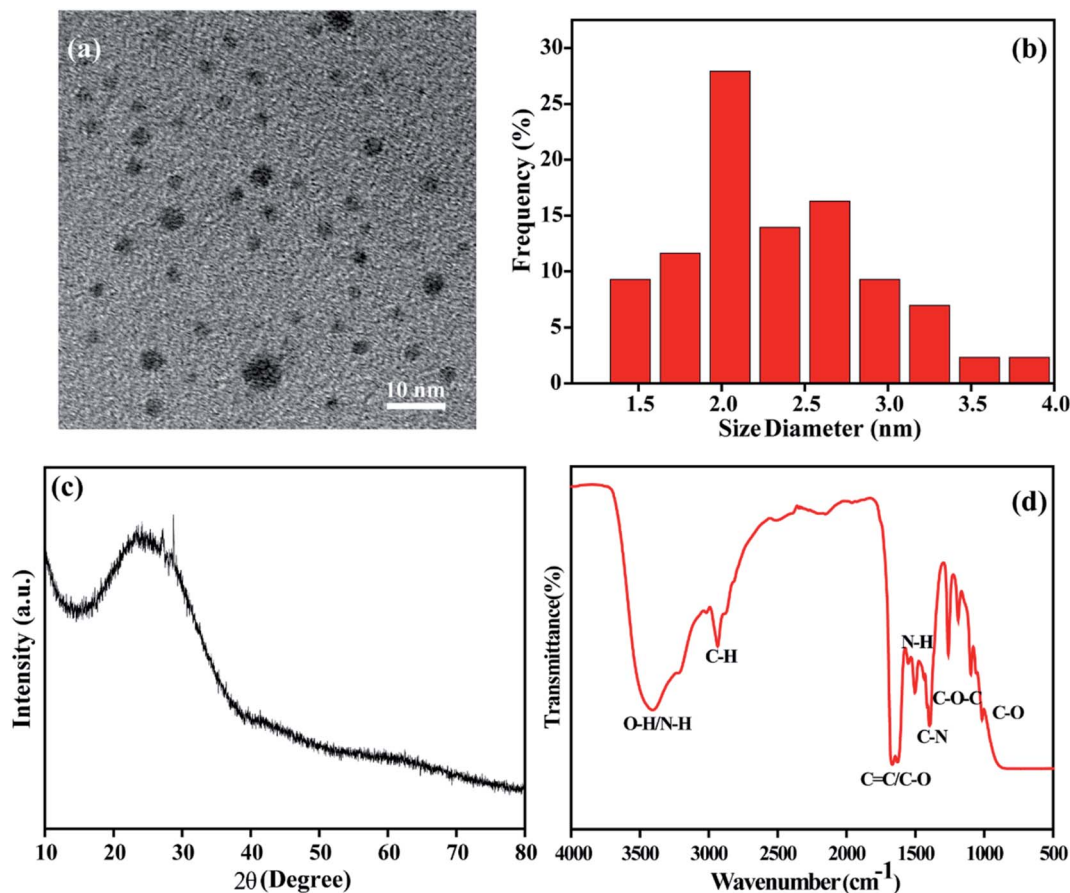 (a)
10 nm
(b)
Frequency (%)
30
25
20
15
10
5
0
1.5 2.0 2.5 3.0 3.5 4.0
Size Diameter (nm)
(c)
Intensity (a.u.)
10 20 30 40 50 60 70 80
2θ (Degree)
(d)
Transmittance(%)
O-H/N-H
C-H
N-H
C=C/C-O
C-N
C-O-C
C-O
4000 3500 3000 2500 2000 1500 1000 500
Wavenumber(cm⁻¹)